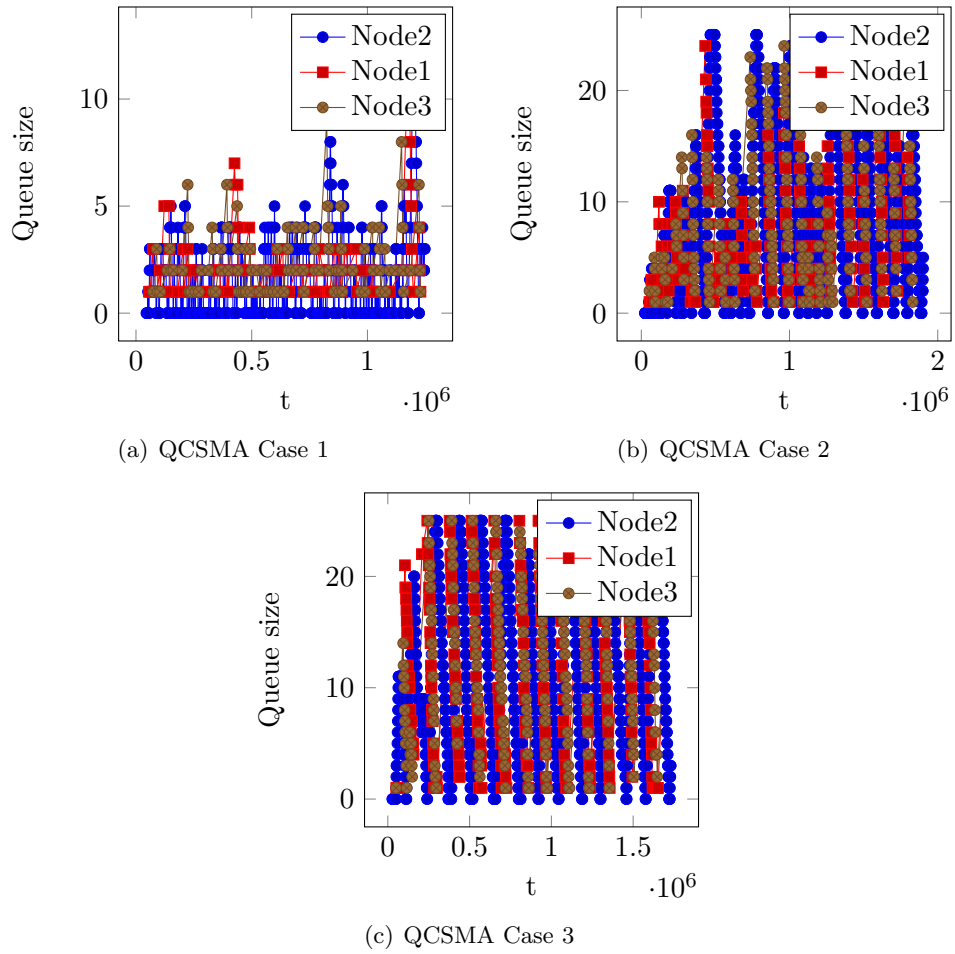 Node2
Node1
Node3
10
5
0
Queue size
0
0.5
1
t
·10^6
(a) QCSMA Case 1
Node2
Node1
Node3
20
10
0
Queue size
0
1
2
t
·10^6
(b) QCSMA Case 2
Node2
Node1
Node3
20
10
0
Queue size
0
0.5
1
1.5
t
·10^6
(c) QCSMA Case 3